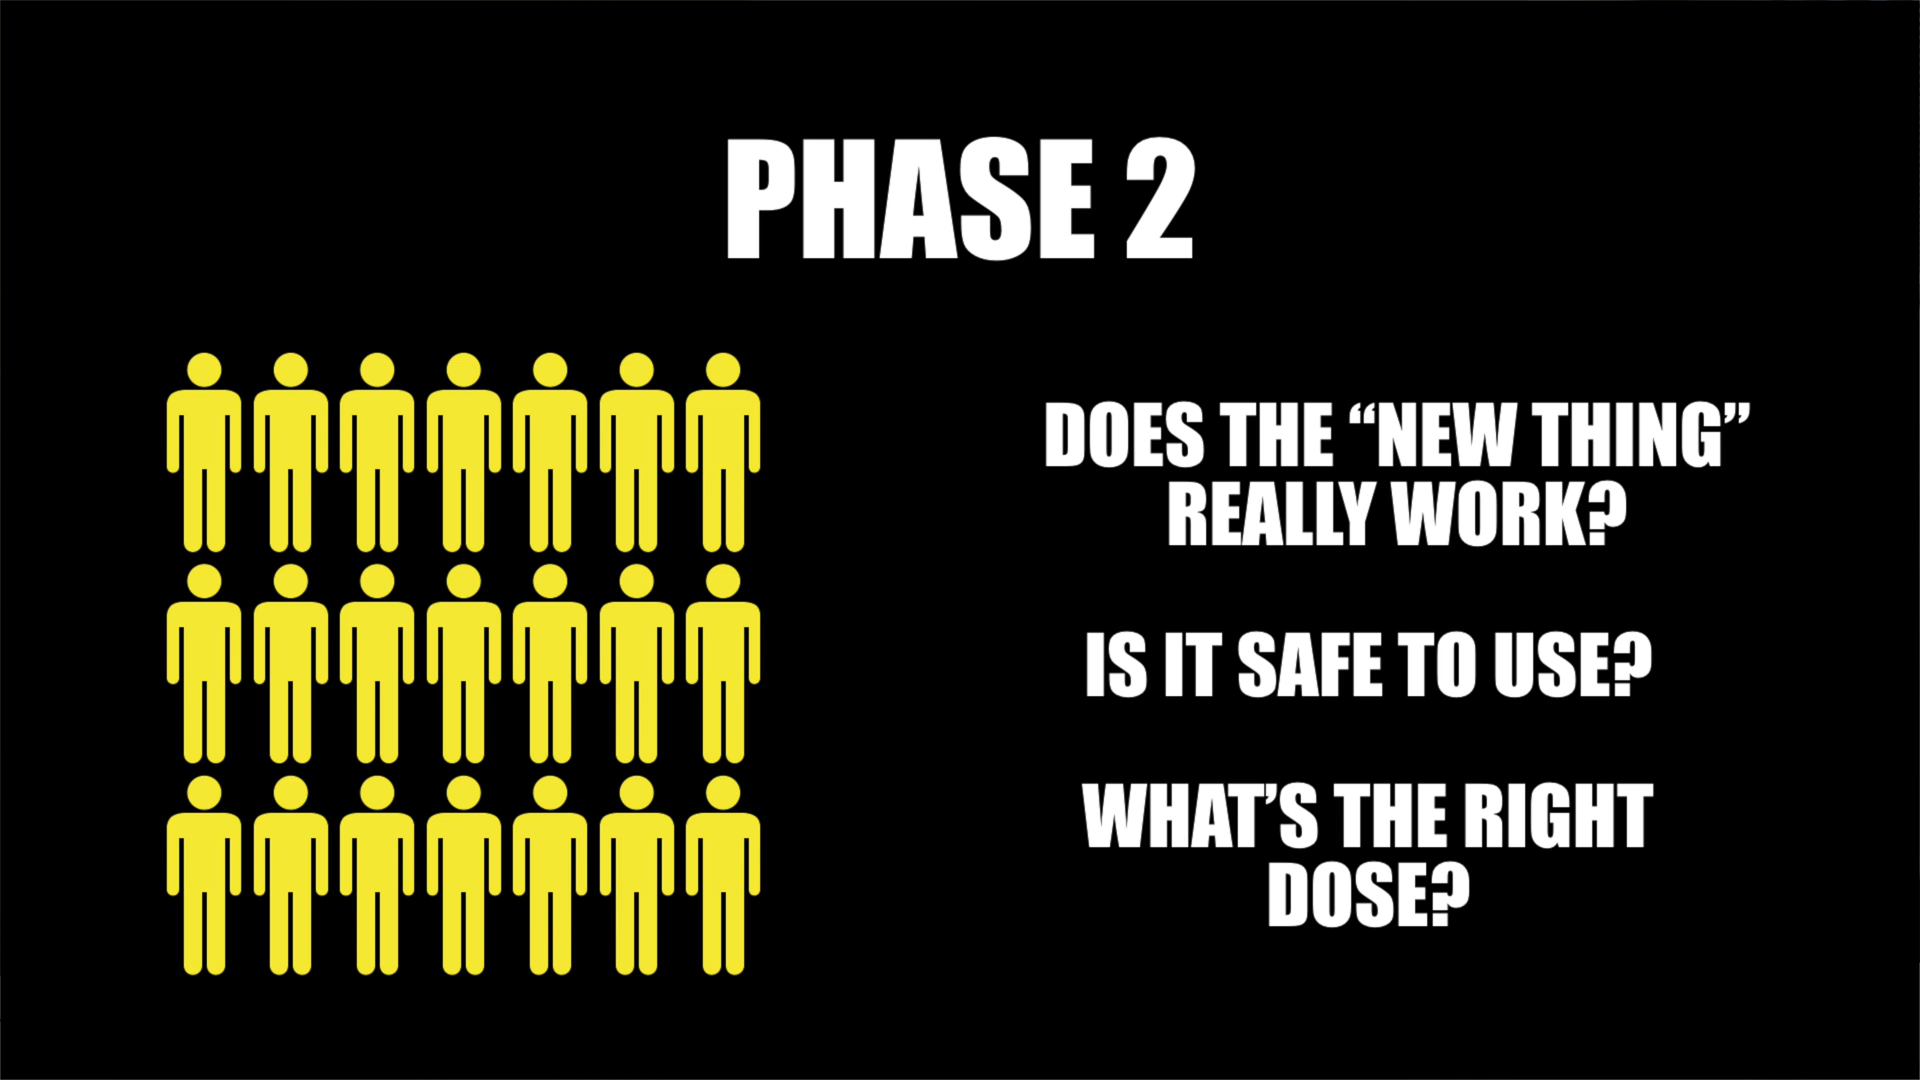 PHASE 2
DOES THE “NEW THING”
REALLY WORK?
IS IT SAFE TO USE?
WHAT’S THE RIGHT
DOSE?